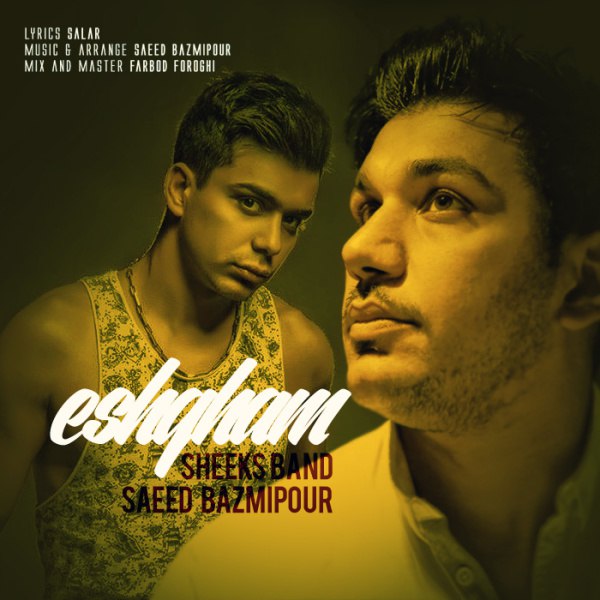 LYRICS SALAR
MUSIC & ARRANGE SAEED BAZMIPOUR
MIX AND MASTER FARBOD FOROGHI
eshgham
SHEEKS BAND
SAEED BAZMIPOUR